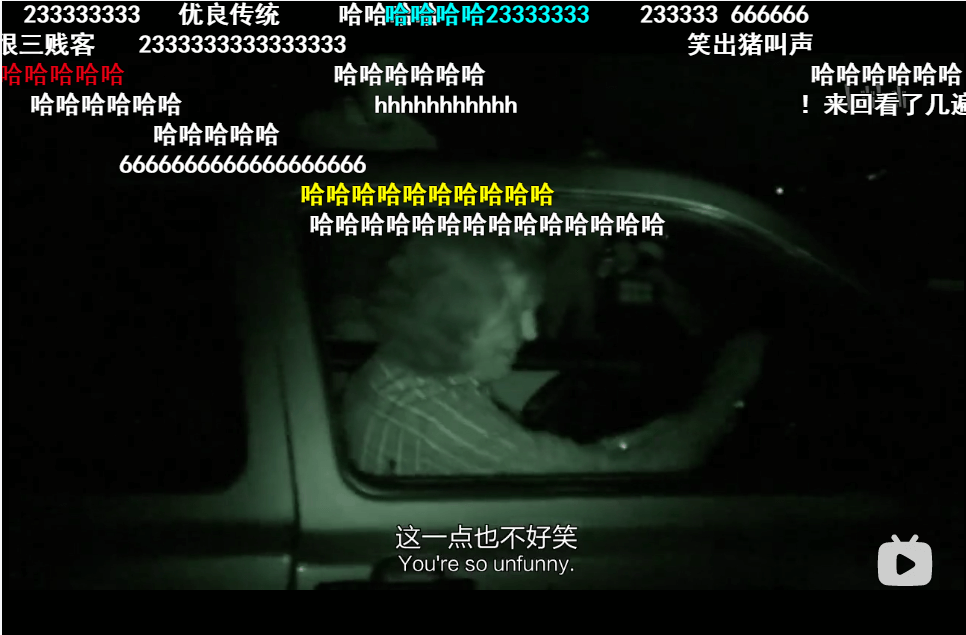 233333333 优良传统 哈哈哈哈 哈哈哈哈23333333 233333 666666
三贱客 2333333333333333 笑出猪叫声
哈哈哈哈哈 哈哈哈哈哈哈 哈哈哈哈哈哈
哈哈哈哈哈哈 hhhhhhhhhhh ！来回看了几遍
哈哈哈哈哈
6666666666666666666
哈哈哈哈哈哈哈哈哈哈
哈哈哈哈哈哈哈哈哈哈哈哈哈哈
这一点也不好笑
You're so unfunny.